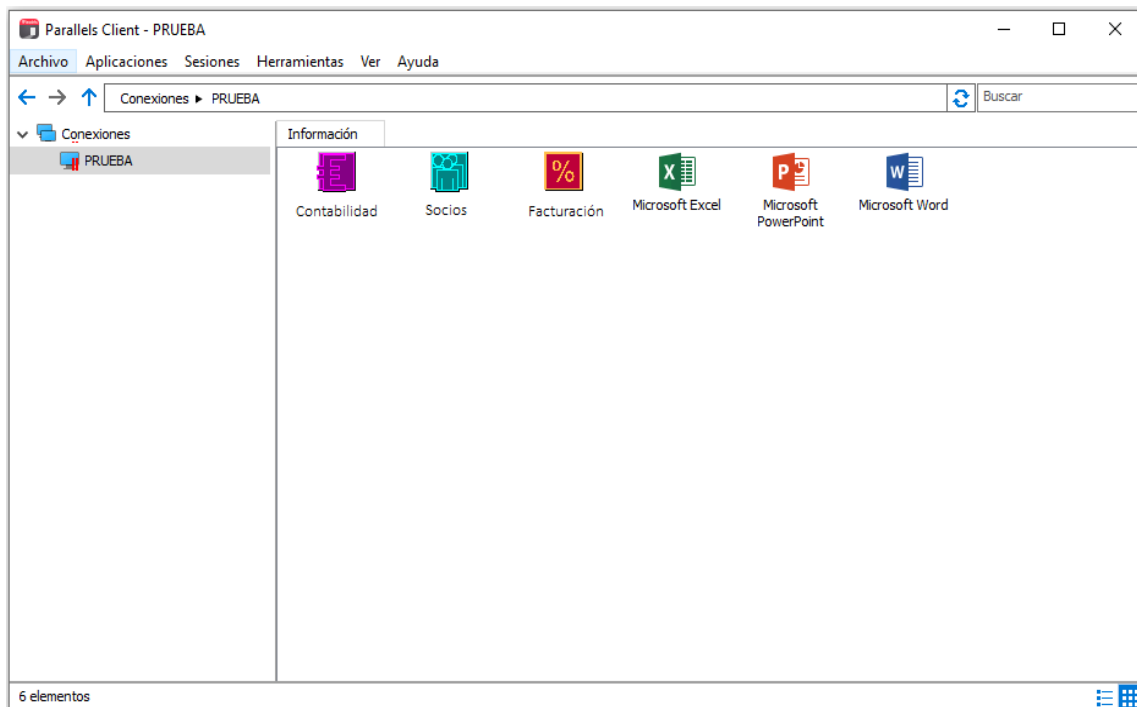 Parallels Client - PRUEBA
Archivo Aplicaciones Sesiones Herramientas Ver Ayuda
Conexiones ▸ PRUEBA
Buscar
Conexiones
PRUEBA
Información
Contabilidad
Socios
Facturación
Microsoft Excel
Microsoft
PowerPoint
Microsoft Word
6 elementos